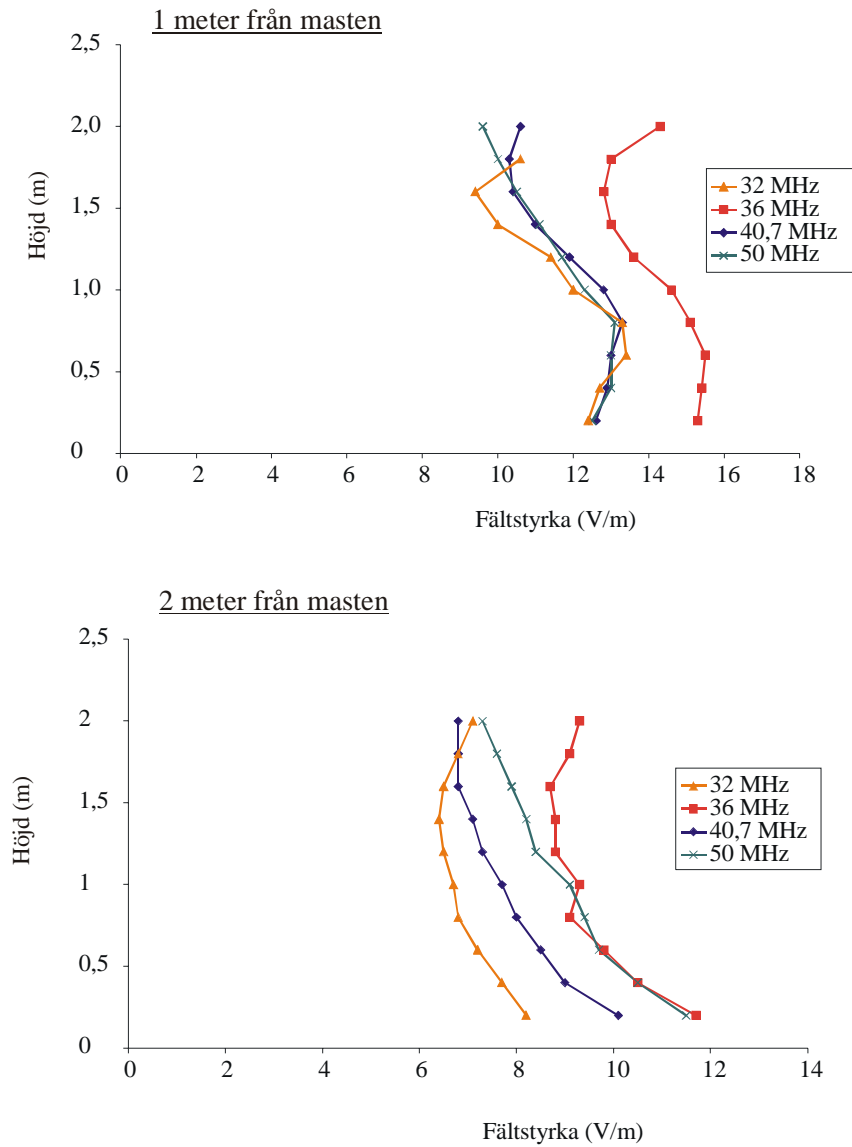 1 meter från masten
2,5
2,0
1,5
1,0
0,5
0
Höjd (m)
0 2 4 6 8 10 12 14 16 18
Fältstyrka (V/m)
32 MHz
36 MHz
40,7 MHz
50 MHz
2 meter från masten
2,5
2
1,5
1
0,5
0
Höjd (m)
0 2 4 6 8 10 12 14
Fältstyrka (V/m)
32 MHz
36 MHz
40,7 MHz
50 MHz